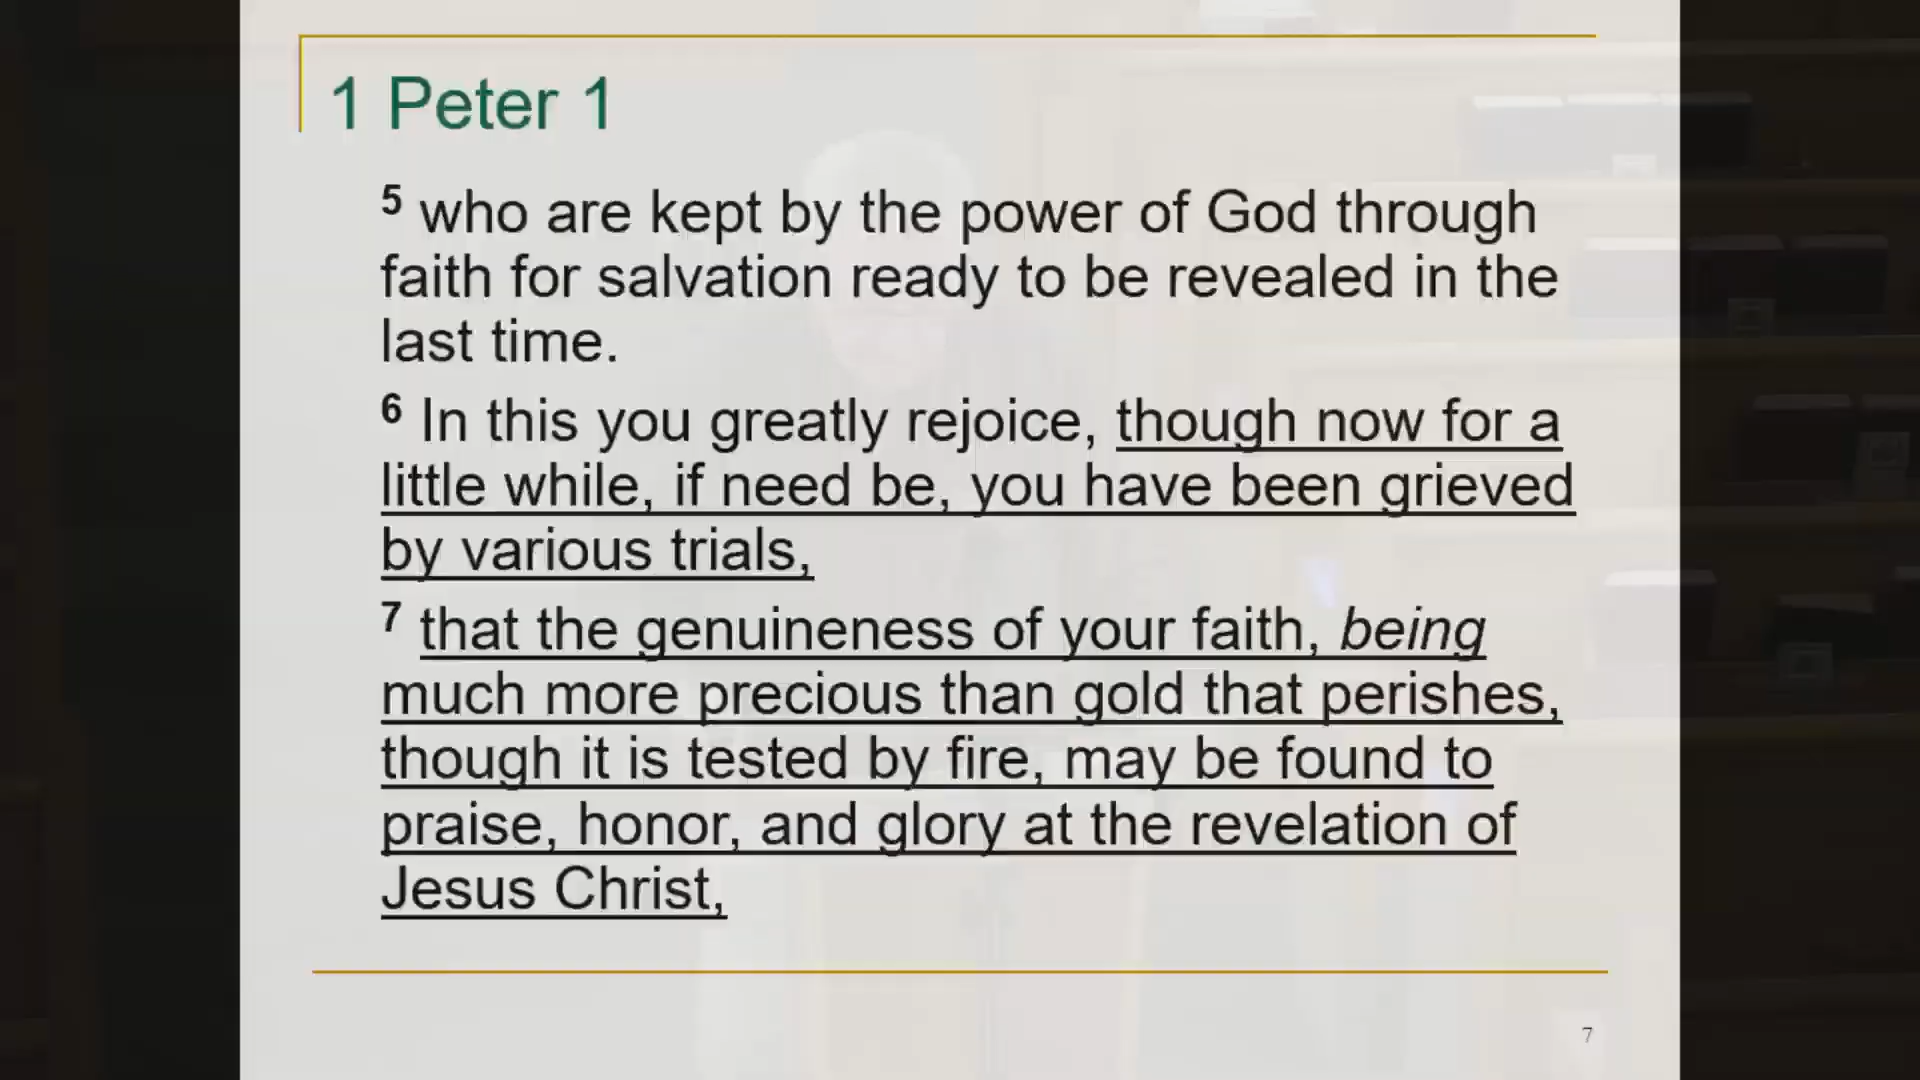 1 Peter 1
5 who are kept by the power of God through
faith for salvation ready to be revealed in the
last time.
6 In this you greatly rejoice, though now for a
little while, if need be, you have been grieved
by various trials,
7 that the genuineness of your faith, being
much more precious than gold that perishes,
though it is tested by fire, may be found to
praise, honor, and glory at the revelation of
Jesus Christ,
7